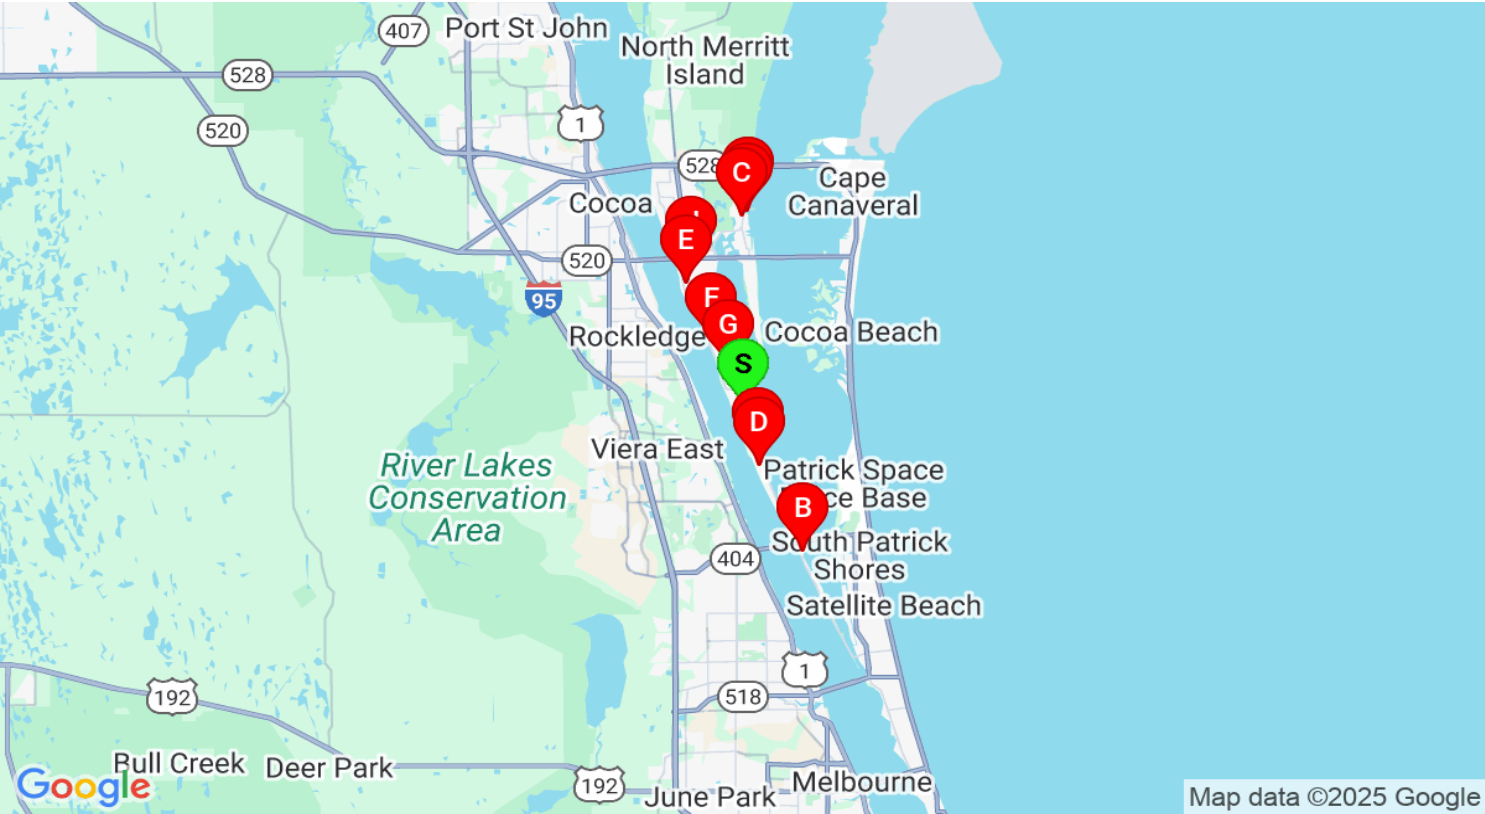 407
Port St John
North Merritt
Island
528
520
1
528
C
Cape
Canaveral
Cocoa
E
520
95
F
G
Rockledge
Cocoa Beach
S
D
Viera East
River Lakes
Conservation
Area
Patrick Space
ce Base
B
South Patrick
Shores
404
Satellite Beach
1
192
518
Bull Creek
Deer Park
192
June Park
Melbourne
Google
Map data ©2025 Google